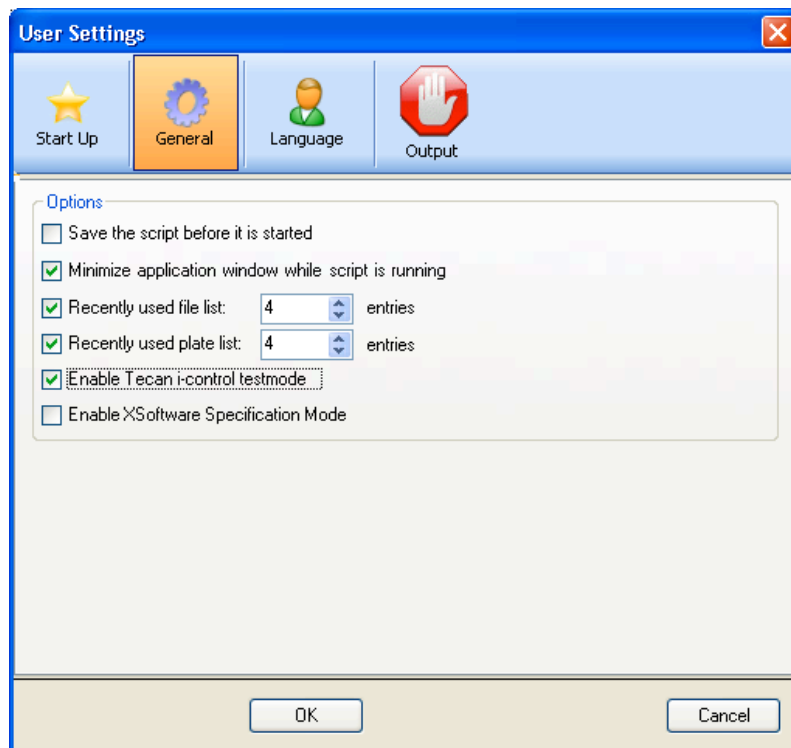 User Settings
Start Up
General
Language
Output
Options
Save the script before it is started
Minimize application window while script is running
Recently used file list: 4 entries
Recently used plate list: 4 entries
Enable Tecan i-control testmode
Enable XSoftware Specification Mode
OK
Cancel